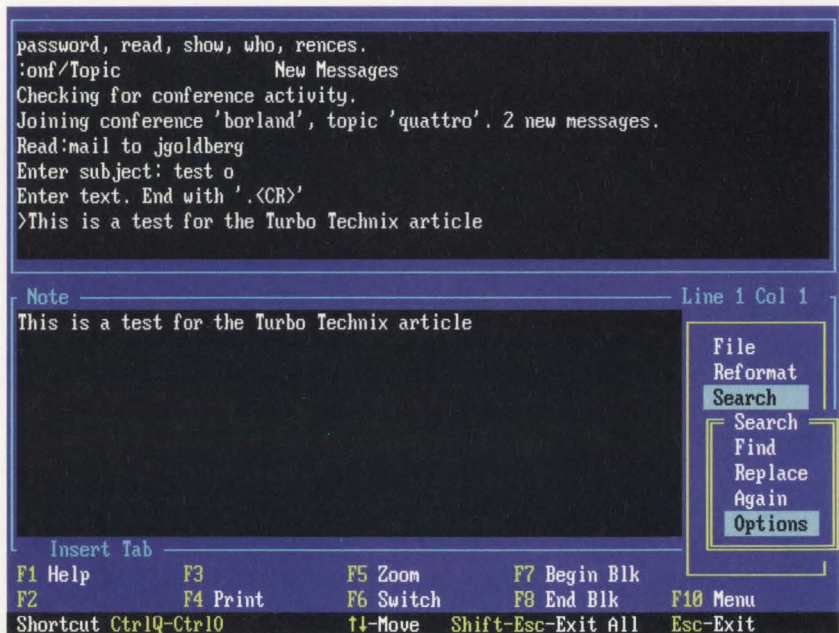 password, read, show, who, rences.
:onf/Topic New Messages
Checking for conference activity.
Joining conference 'borland', topic 'quattro'. 2 new messages.
Read:mail to jgoldberg
Enter subject: test o
Enter text. End with '.<CR>'
>This is a test for the Turbo Technix article
Note Line 1 Col 1
This is a test for the Turbo Technix article
File
Reformat
Search
Search
Find
Replace
Again
Options
Insert Tab
F1 Help F3 F5 Zoom F7 Begin Blk
F2 F4 Print F6 Switch F8 End Blk F10 Menu
Shortcut CtrlQ-CtrlO ↑↓-Move Shift-Esc-Exit All Esc-Exit